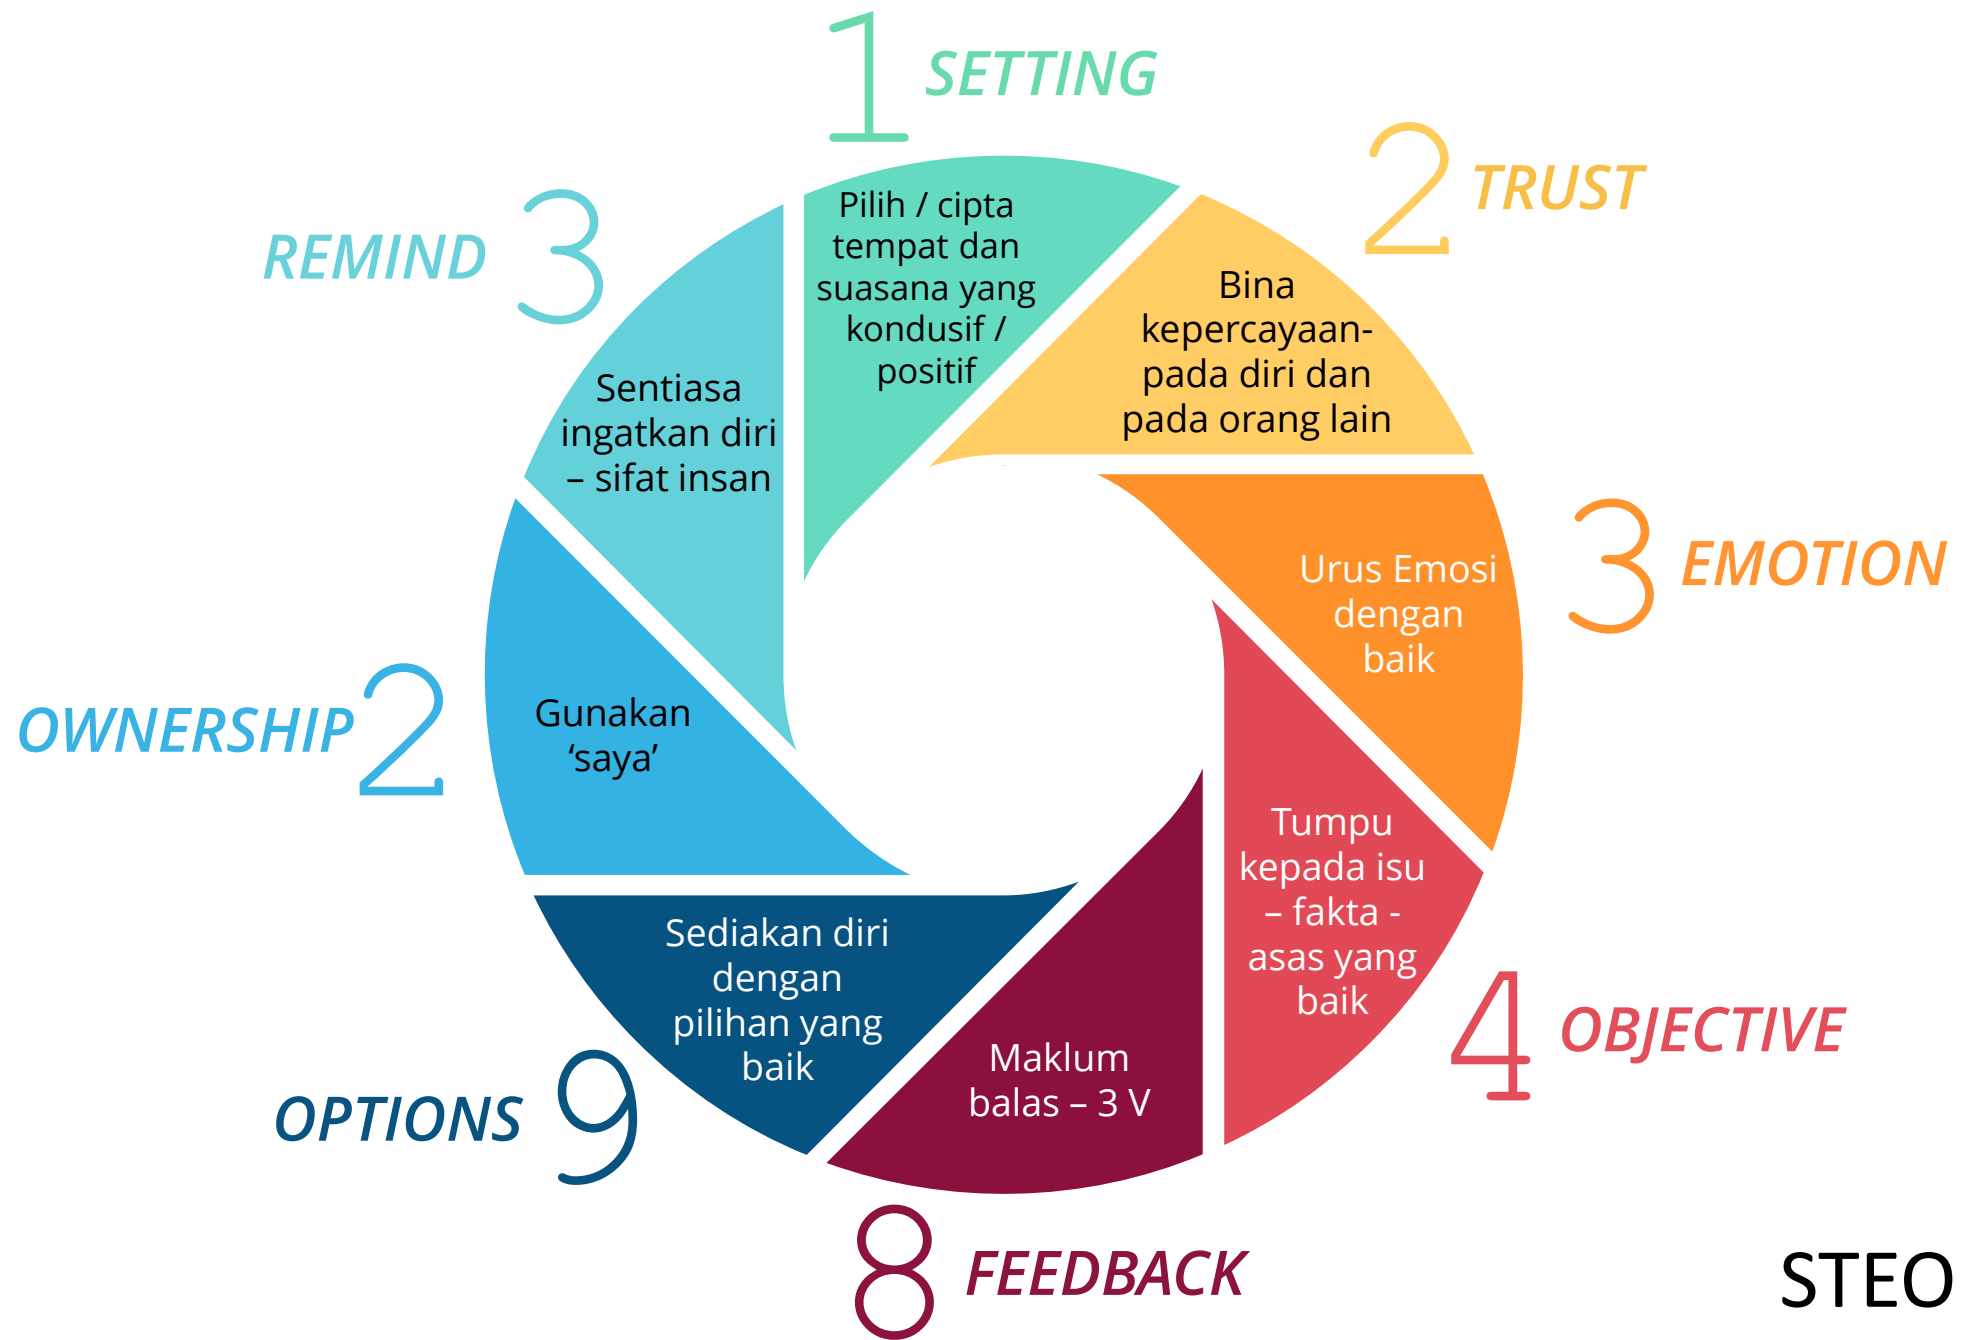 1
SETTING
Pilih / cipta
tempat dan
suasana yang
kondusif /
positif
2
TRUST
Bina
kepercayaan-
pada diri dan
pada orang lain
3
EMOTION
Urus Emosi
dengan
baik
4
OBJECTIVE
Tumpu
kepada isu
– fakta -
asas yang
baik
8
FEEDBACK
Maklum
balas – 3 V
9
OPTIONS
Sediakan diri
dengan
pilihan yang
baik
2
OWNERSHIP
Gunakan
‘saya’
3
REMIND
Sentiasa
ingatkan diri
– sifat insan
STEO